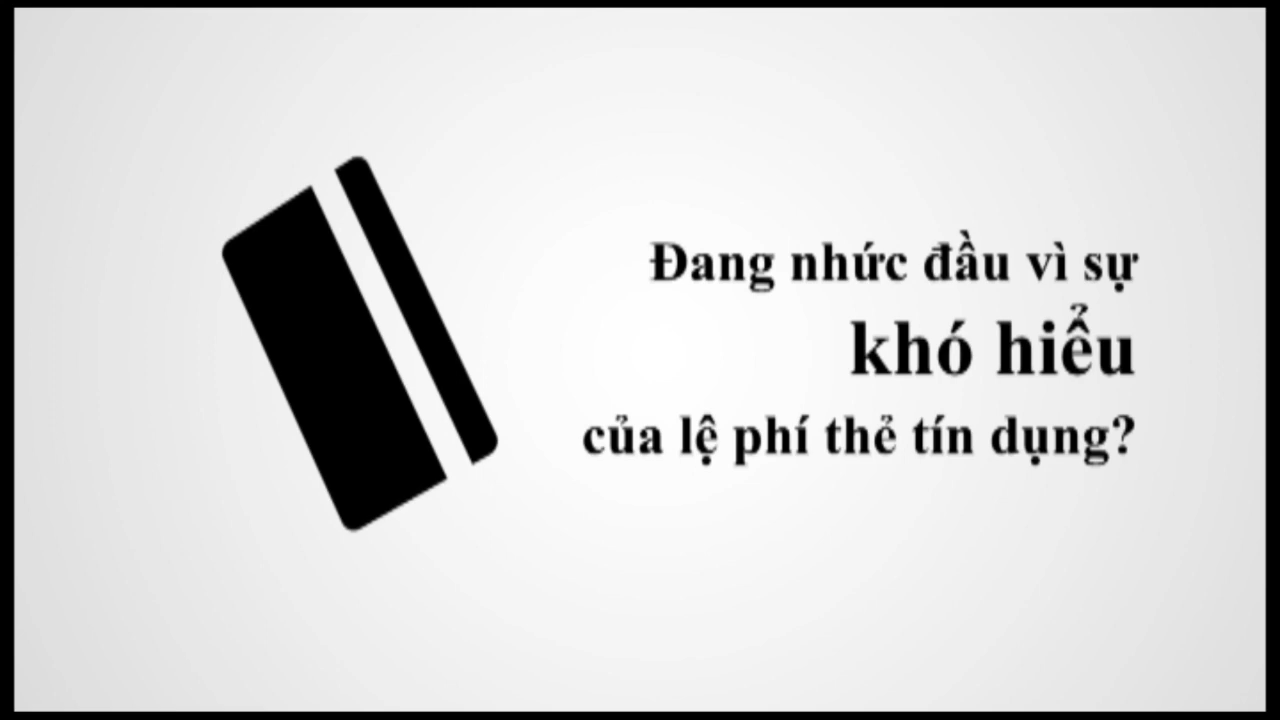 Đang nhức đầu vì sự
khó hiểu
của lệ phí thẻ tín dụng?